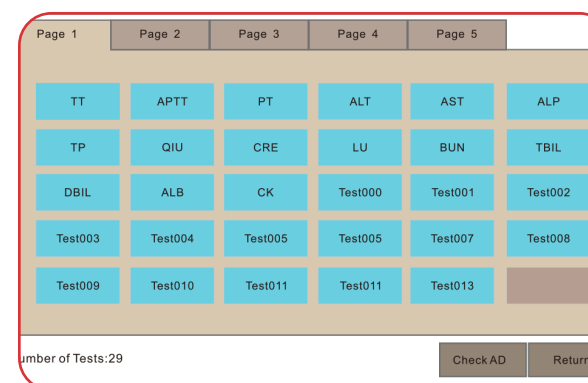 Page 1 Page 2 Page 3 Page 4 Page 5
TT APTT PT ALT AST ALP
TP QIU CRE LU BUN TBIL
DBIL ALB CK Test000 Test001 Test002
Test003 Test004 Test005 Test005 Test007 Test008
Test009 Test010 Test011 Test011 Test013
umber of Tests:29 Check AD Return